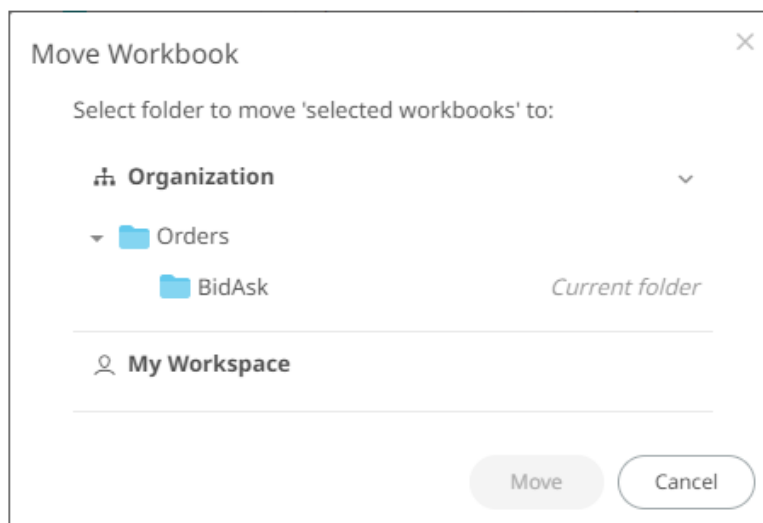 Move Workbook
Select folder to move 'selected workbooks' to:
Organization
Orders
BidAsk Current folder
My Workspace
Move Cancel